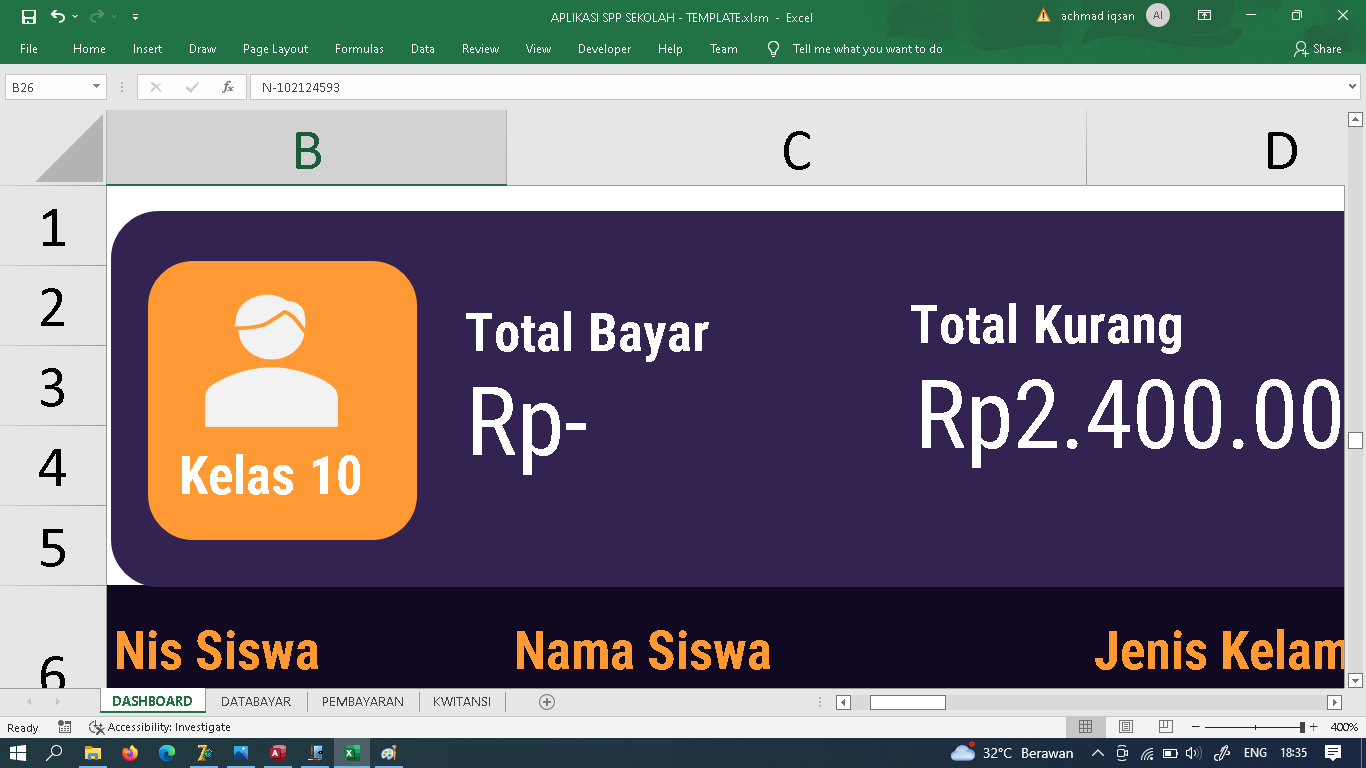 APLIKASI SPP SEKOLAH - TEMPLATE.xlsm - Excel
achmad iqsan
AI
File Home Insert Draw Page Layout Formulas Data Review View Developer Help Team Tell me what you want to do Share
B26 fx N-102124593
B C D
1
2
3
4
5
6
Total Bayar
Total Kurang
Rp-
Rp2.400.00
Kelas 10
Nis Siswa Nama Siswa Jenis Kelam
DASHBOARD DATABAYAR PEMBAYARAN KWITANSI
Ready Accessibility: Investigate 400%
32°C Berawan ENG 18:35